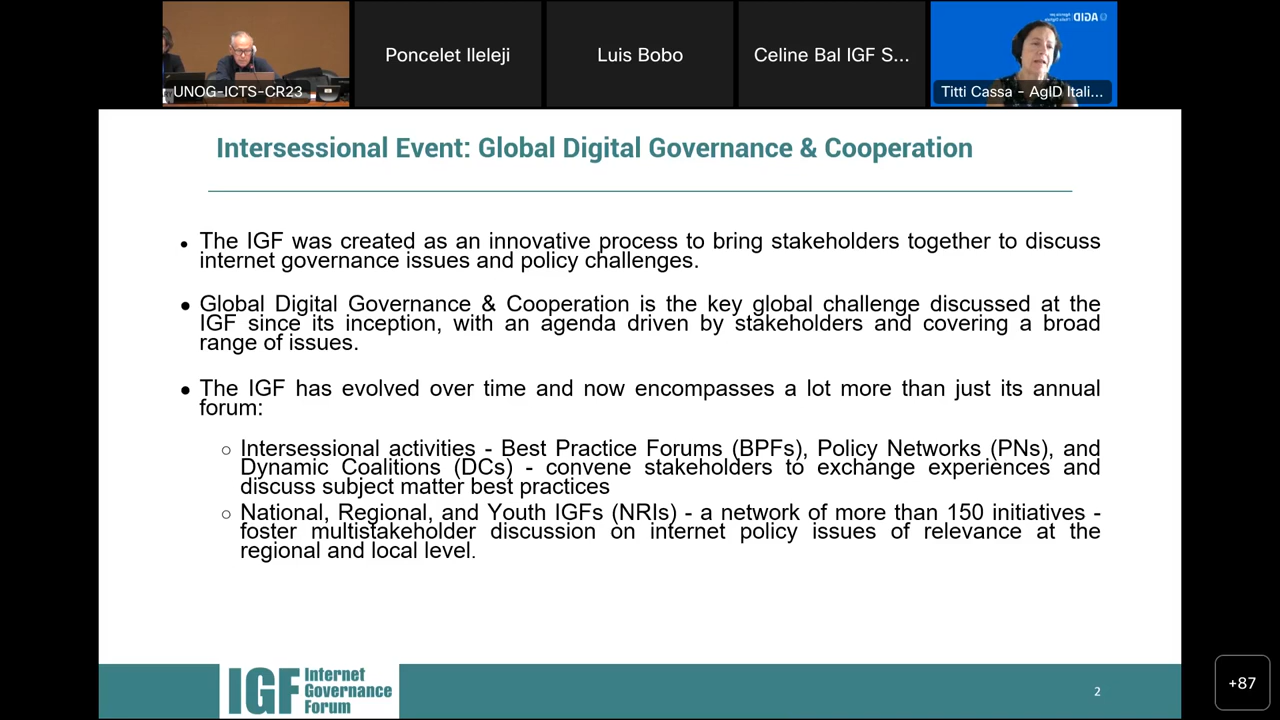 UNOG-ICTS-CR23
Poncelet Ileleji
Luis Bobo
Celine Bal IGF S...
Titti Cassa - AgID Itali...
Intersessional Event: Global Digital Governance & Cooperation
• The IGF was created as an innovative process to bring stakeholders together to discuss
internet governance issues and policy challenges.
• Global Digital Governance & Cooperation is the key global challenge discussed at the
IGF since its inception, with an agenda driven by stakeholders and covering a broad
range of issues.
• The IGF has evolved over time and now encompasses a lot more than just its annual
forum:
○ Intersessional activities - Best Practice Forums (BPFs), Policy Networks (PNs), and
Dynamic Coalitions (DCs) - convene stakeholders to exchange experiences and
discuss subject matter best practices
○ National, Regional, and Youth IGFs (NRIs) - a network of more than 150 initiatives -
foster multistakeholder discussion on internet policy issues of relevance at the
regional and local level.
IGF Internet
Governance
Forum
2
+87